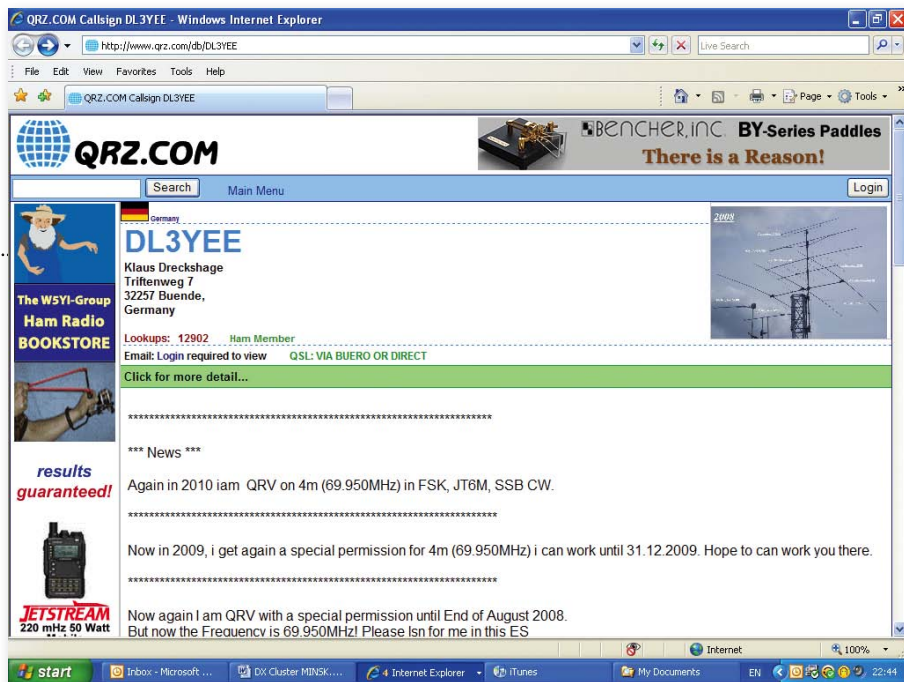 QRZ.COM Callsign DL3YEE - Windows Internet Explorer
http://www.qrz.com/db/DL3YEE
Live Search
File Edit View Favorites Tools Help
QRZ.COM Callsign DL3YEE
Page Tools
QRZ.COM
BENCHER, INC. BY-Series Paddles
There is a Reason!
Search Main Menu Login
Germany
DL3YEE
Klaus Dreckshage
Triftenweg 7
32257 Buende,
Germany
Lookups: 12902 Ham Member
Email: Login required to view QSL: VIA BUERO OR DIRECT
Click for more detail...
2008
The W5YI-Group
Ham Radio
BOOKSTORE
results
guaranteed!
JETSTREAM
220 mHz 50 Watt
**********************************************************************
*** News ***
Again in 2010 iam QRV on 4m (69.950MHz) in FSK, JT6M, SSB CW.
***********************************************************************
Now in 2009, i get again a special permission for 4m (69.950MHz) i can work until 31.12.2009. Hope to can work you there.
***********************************************************************
Now again I am QRV with a special permission until End of August 2008.
But now the Frequency is 69.950MHz! Please lsn for me in this ES
Internet 100%
start Inbox - Microsoft ... DX Cluster MINSK.... 4 Internet Explorer iTunes My Documents EN 22:44